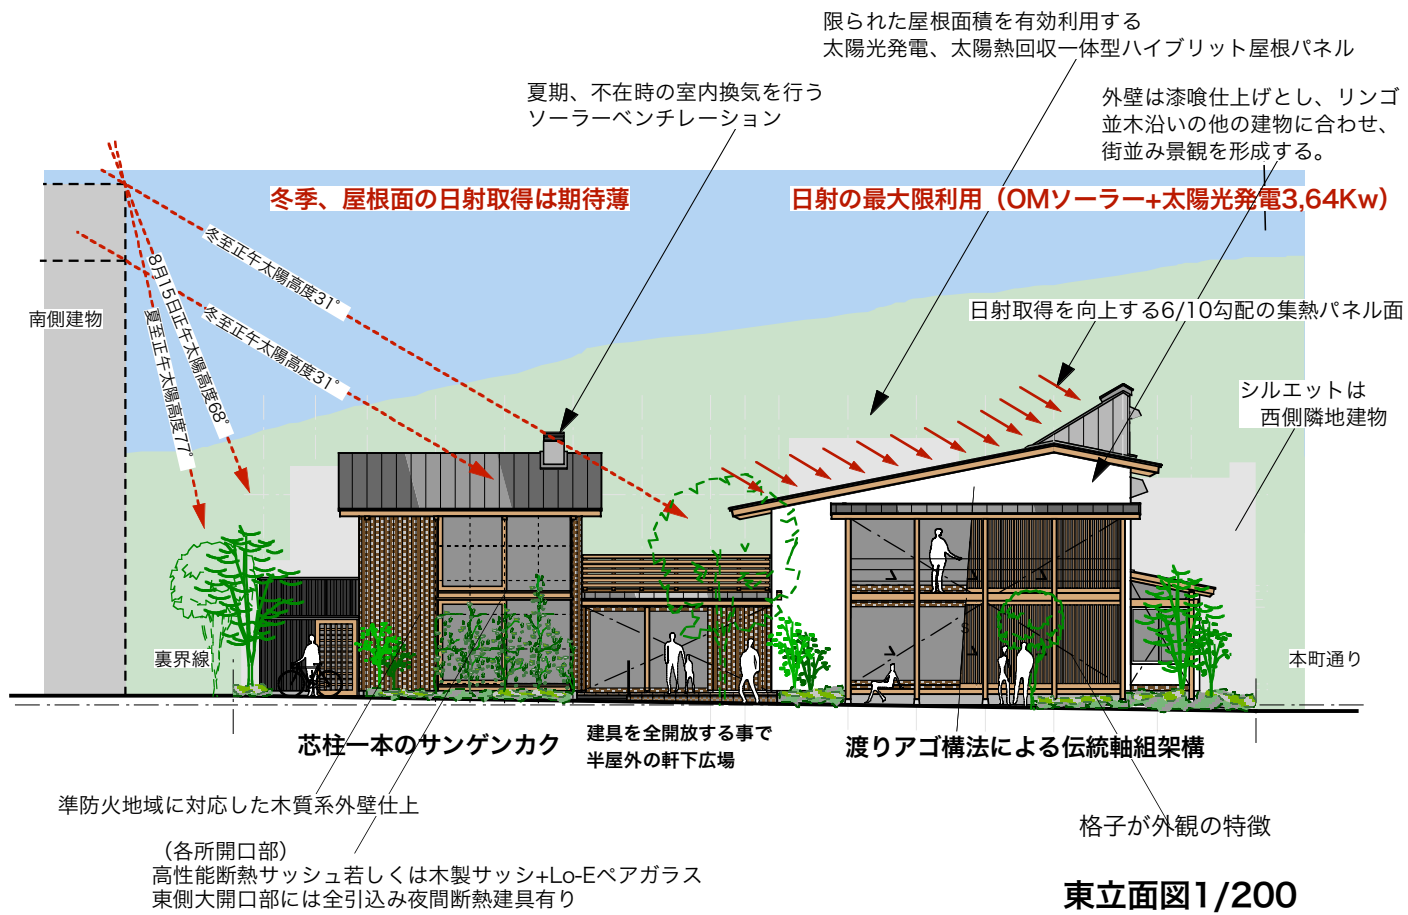 限られた屋根面積を有効利用する
太陽光発電、太陽熱回収一体型ハイブリット屋根パネル
夏期、不在時の室内換気を行う
ソーラーベンチレーション
外壁は漆喰仕上げとし、リンゴ
並木沿いの他の建物に合わせ、
街並み景観を形成する。
冬季、屋根面の日射取得は期待薄
日射の最大限利用（OMソーラー+太陽光発電3,64Kw）
冬至正午太陽高度31°
8月15日正午太陽高度68°
夏至正午太陽高度77°
冬至正午太陽高度31°
南側建物
日射取得を向上する6/10勾配の集熱パネル面
シルエットは
西側隣地建物
裏界線
本町通り
芯柱一本のサンゲンカク
建具を全開放する事で
半屋外の軒下広場
渡りアゴ構法による伝統軸組架構
準防火地域に対応した木質系外壁仕上
格子が外観の特徴
（各所開口部）
高性能断熱サッシュ若しくは木製サッシ+Lo-Eペアガラス
東側大開口部には全引込み夜間断熱建具有り
東立面図1/200